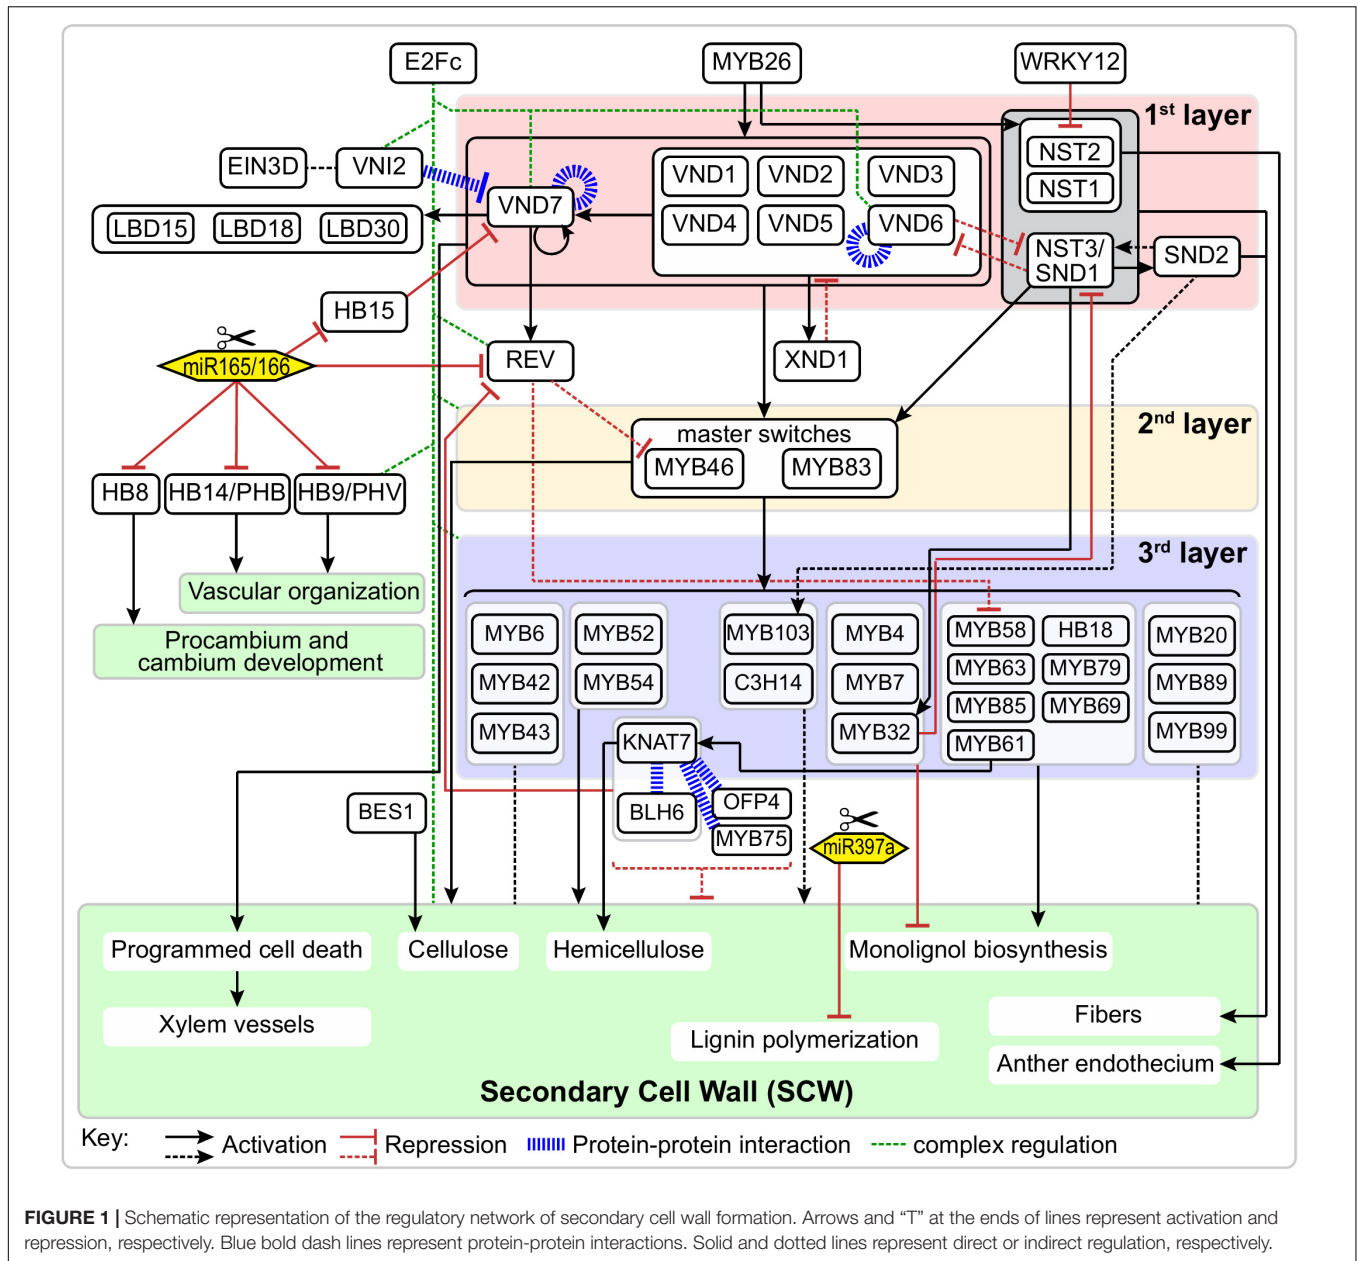 E2Fc
MYB26
WRKY12
1st layer
EIN3D
VNI2
VND7
VND1
VND2
VND3
VND4
VND5
VND6
NST2
NST1
NST3/
SND1
SND2
LBD15
LBD18
LBD30
HB15
miR165/166
REV
XND1
2nd layer
master switches
MYB46
MYB83
HB8
HB14/PHB
HB9/PHV
Vascular organization
Procambium and
cambium development
3rd layer
MYB6
MYB42
MYB43
MYB52
MYB54
MYB103
C3H14
MYB4
MYB7
MYB32
MYB58
HB18
MYB63
MYB79
MYB85
MYB69
MYB61
MYB20
MYB89
MYB99
KNAT7
BLH6
OFP4
MYB75
BES1
miR397a
Programmed cell death
Cellulose
Hemicellulose
Monolignol biosynthesis
Xylem vessels
Lignin polymerization
Fibers
Anther endothecium
Secondary Cell Wall (SCW)
Key:
Activation
Repression
Protein-protein interaction
complex regulation
FIGURE 1 | Schematic representation of the regulatory network of secondary cell wall formation. Arrows and “T” at the ends of lines represent activation and
repression, respectively. Blue bold dash lines represent protein-protein interactions. Solid and dotted lines represent direct or indirect regulation, respectively.